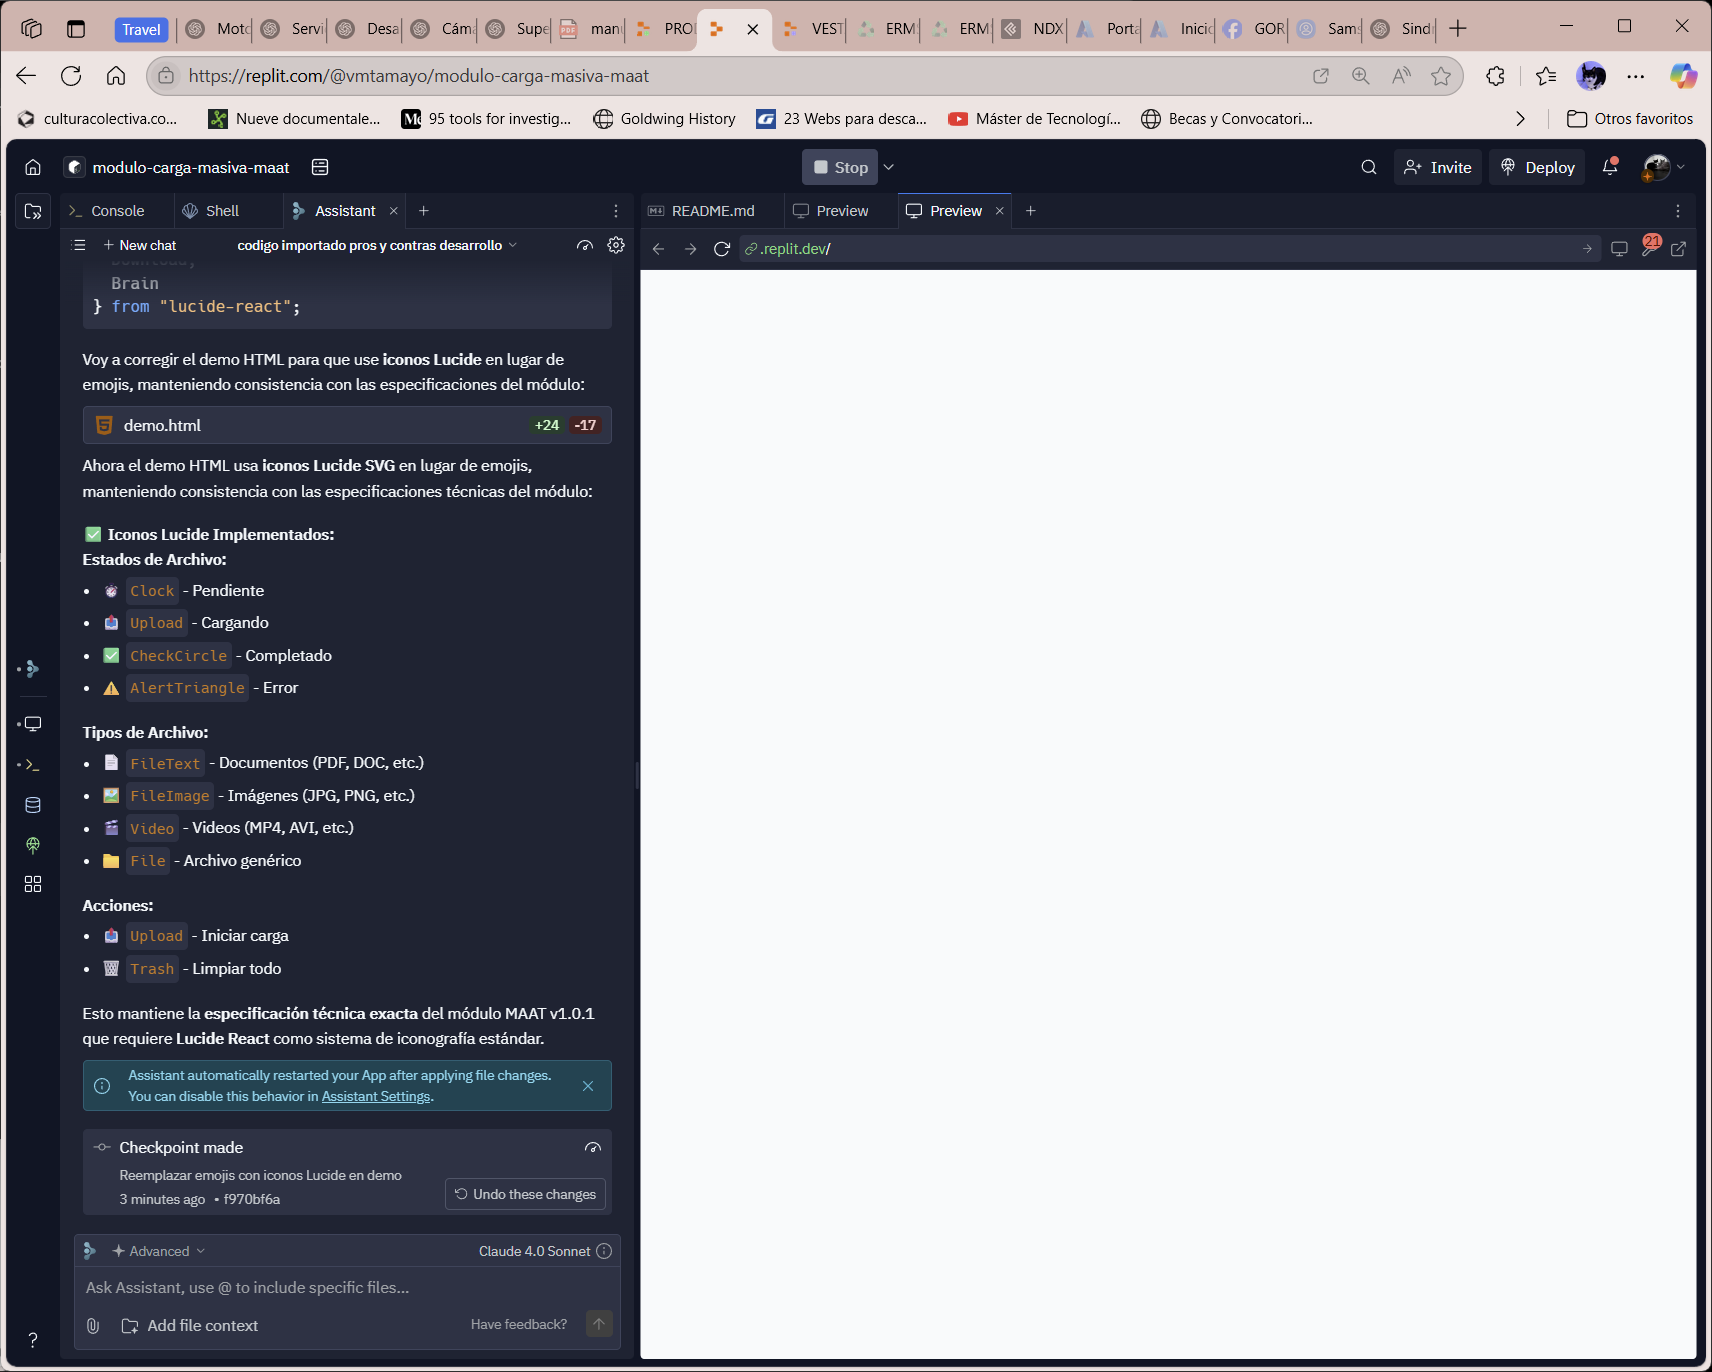 Travel
Moto
Servi
Desa
Cáma
Supe
manu
PRO
VEST
ERM
ERM
NDX
Porta
Inicio
GOR
Sams
Sindr
https://replit.com/@vmtamayo/modulo-carga-masiva-maat
culturacolectiva.co...
Nueve documentale...
95 tools for investig...
Goldwing History
23 Webs para desca...
Máster de Tecnologí...
Becas y Convocatori...
Otros favoritos
modulo-carga-masiva-maat
Stop
Invite
Deploy
Console
Shell
Assistant
README.md
Preview
Preview
New chat
codigo importado pros y contras desarrollo
.replit.dev/
21
Download,
Brain
} from "lucide-react";
Voy a corregir el demo HTML para que use iconos Lucide en lugar de
emojis, manteniendo consistencia con las especificaciones del módulo:
demo.html +24 -17
Ahora el demo HTML usa iconos Lucide SVG en lugar de emojis,
manteniendo consistencia con las especificaciones técnicas del módulo:
✅ Iconos Lucide Implementados:
Estados de Archivo:
• ⏰ Clock - Pendiente
• 📤 Upload - Cargando
• ✅ CheckCircle - Completado
• ⚠️ AlertTriangle - Error
Tipos de Archivo:
• 📄 FileText - Documentos (PDF, DOC, etc.)
• 🖼️ FileImage - Imágenes (JPG, PNG, etc.)
• 🎬 Video - Videos (MP4, AVI, etc.)
• 📁 File - Archivo genérico
Acciones:
• 📤 Upload - Iniciar carga
• 🗑️ Trash - Limpiar todo
Esto mantiene la especificación técnica exacta del módulo MAAT v1.0.1
que requiere Lucide React como sistema de iconografía estándar.
Assistant automatically restarted your App after applying file changes.
You can disable this behavior in Assistant Settings.
Checkpoint made
Reemplazar emojis con iconos Lucide en demo
3 minutes ago • f970bf6a
Undo these changes
Advanced
Claude 4.0 Sonnet
Ask Assistant, use @ to include specific files...
Add file context
Have feedback?